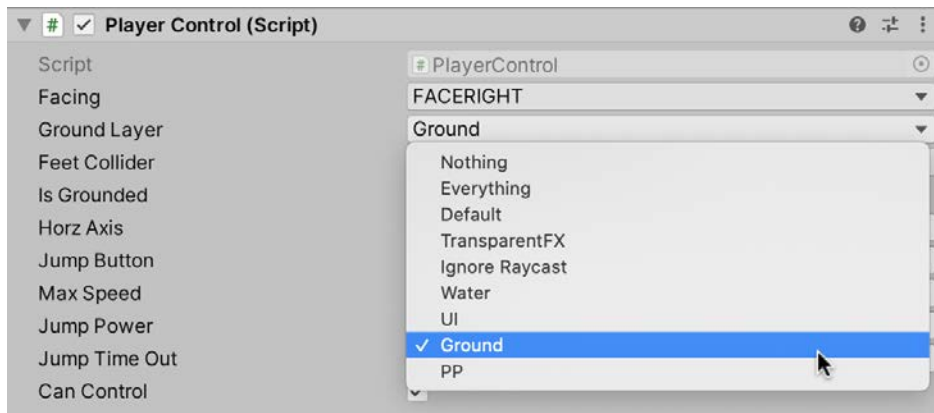 # Player Control (Script)
Script # PlayerControl
Facing FACERIGHT
Ground Layer Ground
Feet Collider
Nothing
Is Grounded
Everything
Default
Horz Axis
TransparentFX
Jump Button
Ignore Raycast
Max Speed
Water
Jump Power
UI
✓ Ground
Jump Time Out
PP
Can Control